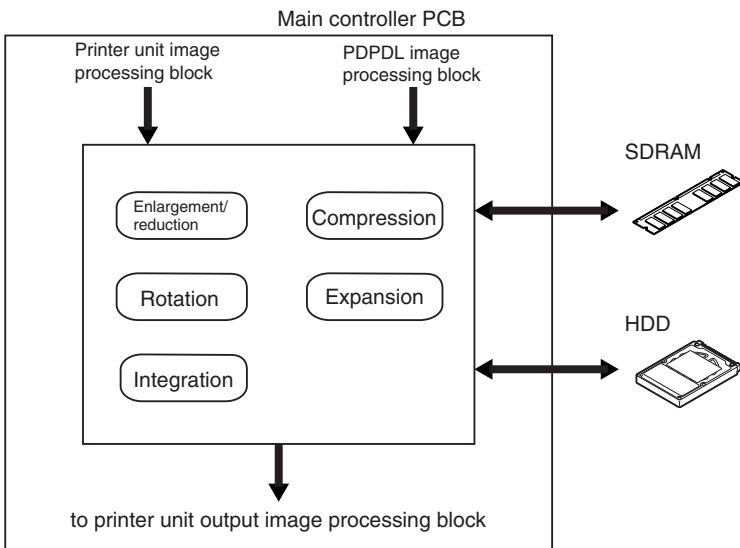 Main controller PCB
Printer unit image
processing block
PDPDL image
processing block
SDRAM
Enlargement/
reduction
Compression
Rotation
Expansion
HDD
Integration
to printer unit output image processing block